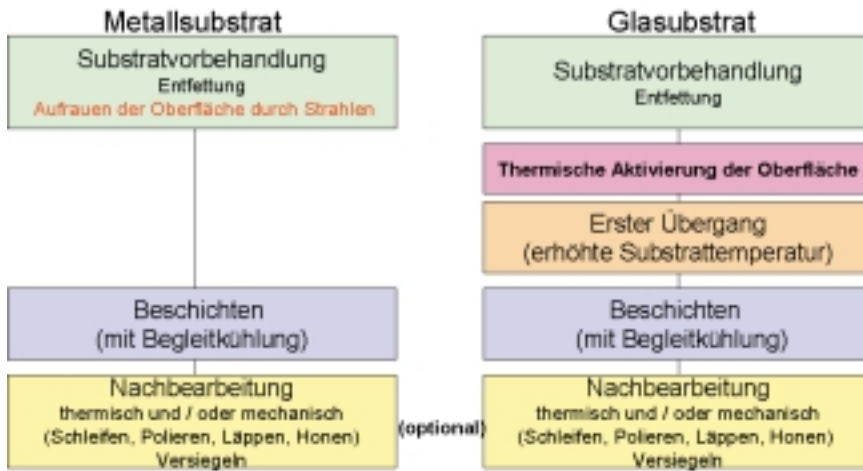 Metallsubstrat
Substratvorbehandlung
Entfettung
Aufrauen der Oberfläche durch Strahlen
Beschichten
(mit Begleitkühlung)
Nachbearbeitung
thermisch und / oder mechanisch
(Schleifen, Polieren, Läppen, Honen)
Versiegeln
(optional)
Glasubstrat
Substratvorbehandlung
Entfettung
Thermische Aktivierung der Oberfläche
Erster Übergang
(erhöhte Substrattemperatur)
Beschichten
(mit Begleitkühlung)
Nachbearbeitung
thermisch und / oder mechanisch
(Schleifen, Polieren, Läppen, Honen)
Versiegeln